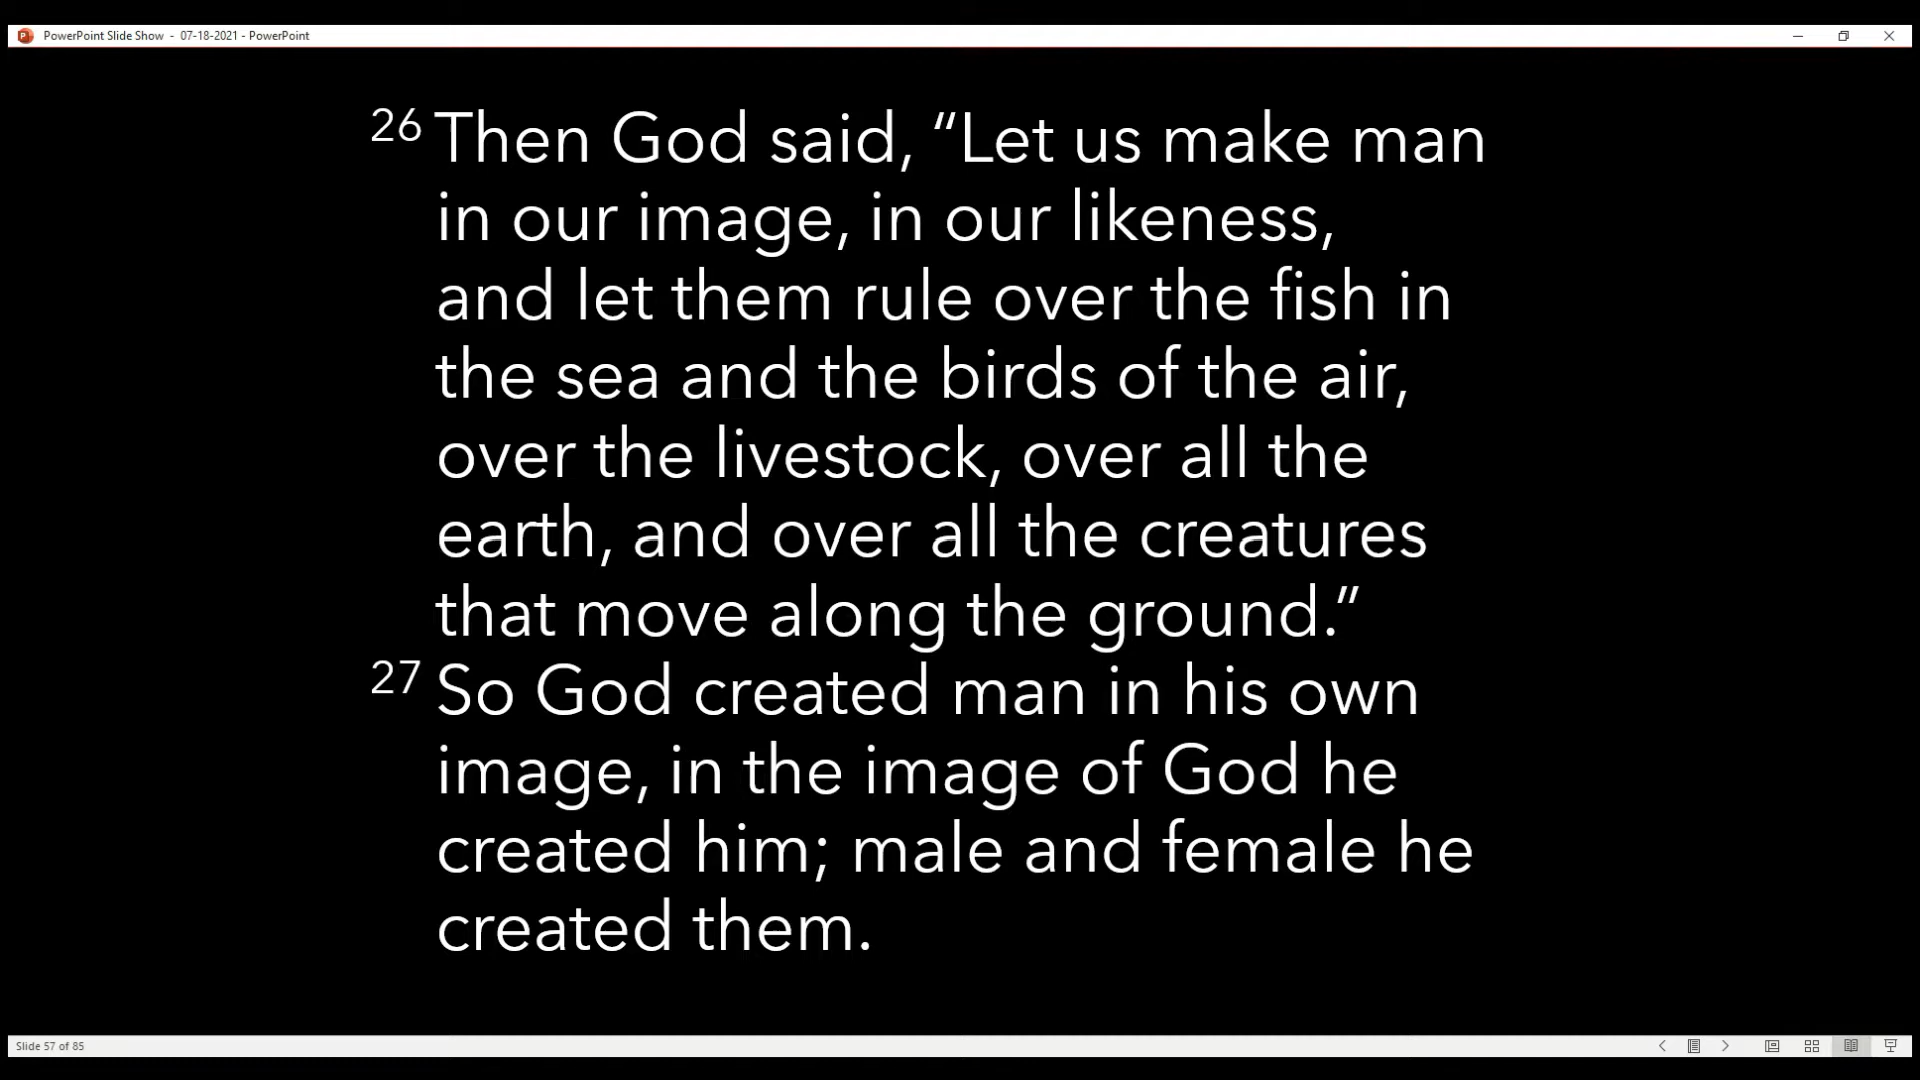 PowerPoint Slide Show - 07-18-2021 - PowerPoint
26 Then God said, “Let us make man
in our image, in our likeness,
and let them rule over the fish in
the sea and the birds of the air,
over the livestock, over all the
earth, and over all the creatures
that move along the ground.”
27 So God created man in his own
image, in the image of God he
created him; male and female he
created them.
Slide 57 of 85